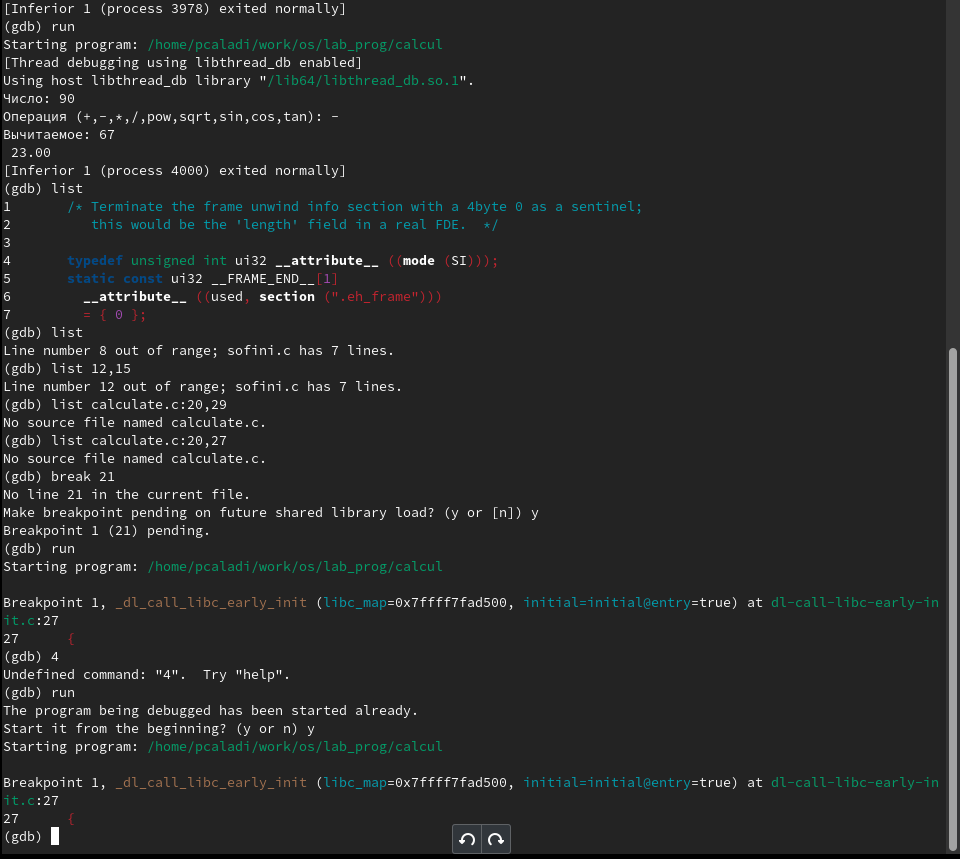 [Inferior 1 (process 3978) exited normally]
(gdb) run
Starting program: /home/pcaladi/work/os/lab_prog/calcul
[Thread debugging using libthread_db enabled]
Using host libthread_db library "/lib64/libthread_db.so.1".
Число: 90
Операция (+,-,*,/,pow,sqrt,sin,cos,tan): -
Вычитаемое: 67
 23.00
[Inferior 1 (process 4000) exited normally]
(gdb) list
1       /* Terminate the frame unwind info section with a 4byte 0 as a sentinel;
2          this would be the 'length' field in a real FDE.  */
3
4       typedef unsigned int ui32 __attribute__ ((mode (SI)));
5       static const ui32 __FRAME_END__[1]
6         __attribute__ ((used, section (".eh_frame")))
7         = { 0 };
(gdb) list
Line number 8 out of range; sofini.c has 7 lines.
(gdb) list 12,15
Line number 12 out of range; sofini.c has 7 lines.
(gdb) list calculate.c:20,29
No source file named calculate.c.
(gdb) list calculate.c:20,27
No source file named calculate.c.
(gdb) break 21
No line 21 in the current file.
Make breakpoint pending on future shared library load? (y or [n]) y
Breakpoint 1 (21) pending.
(gdb) run
Starting program: /home/pcaladi/work/os/lab_prog/calcul

Breakpoint 1, _dl_call_libc_early_init (libc_map=0x7ffff7fad500, initial=initial@entry=true) at dl-call-libc-early-in
it.c:27
27      {
(gdb) 4
Undefined command: "4".  Try "help".
(gdb) run
The program being debugged has been started already.
Start it from the beginning? (y or n) y
Starting program: /home/pcaladi/work/os/lab_prog/calcul

Breakpoint 1, _dl_call_libc_early_init (libc_map=0x7ffff7fad500, initial=initial@entry=true) at dl-call-libc-early-in
it.c:27
27      {
(gdb)